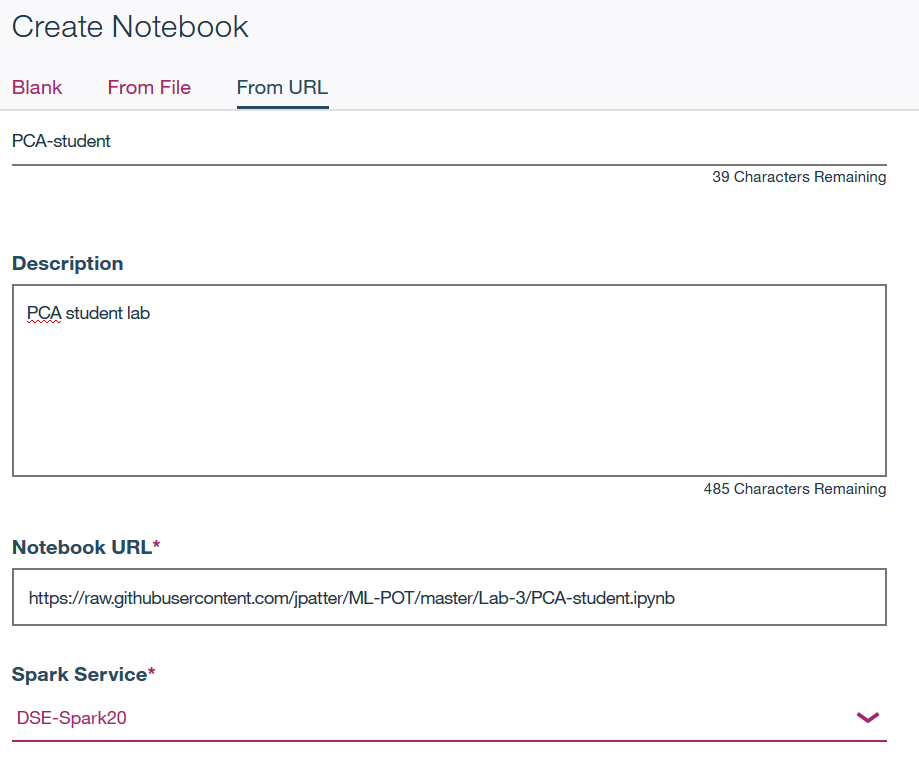 Create Notebook
Blank From File From URL
PCA-student
39 Characters Remaining
Description
PCA student lab
485 Characters Remaining
Notebook URL*
https://raw.githubusercontent.com/jpatter/ML-POT/master/Lab-3/PCA-student.ipynb
Spark Service*
DSE-Spark20